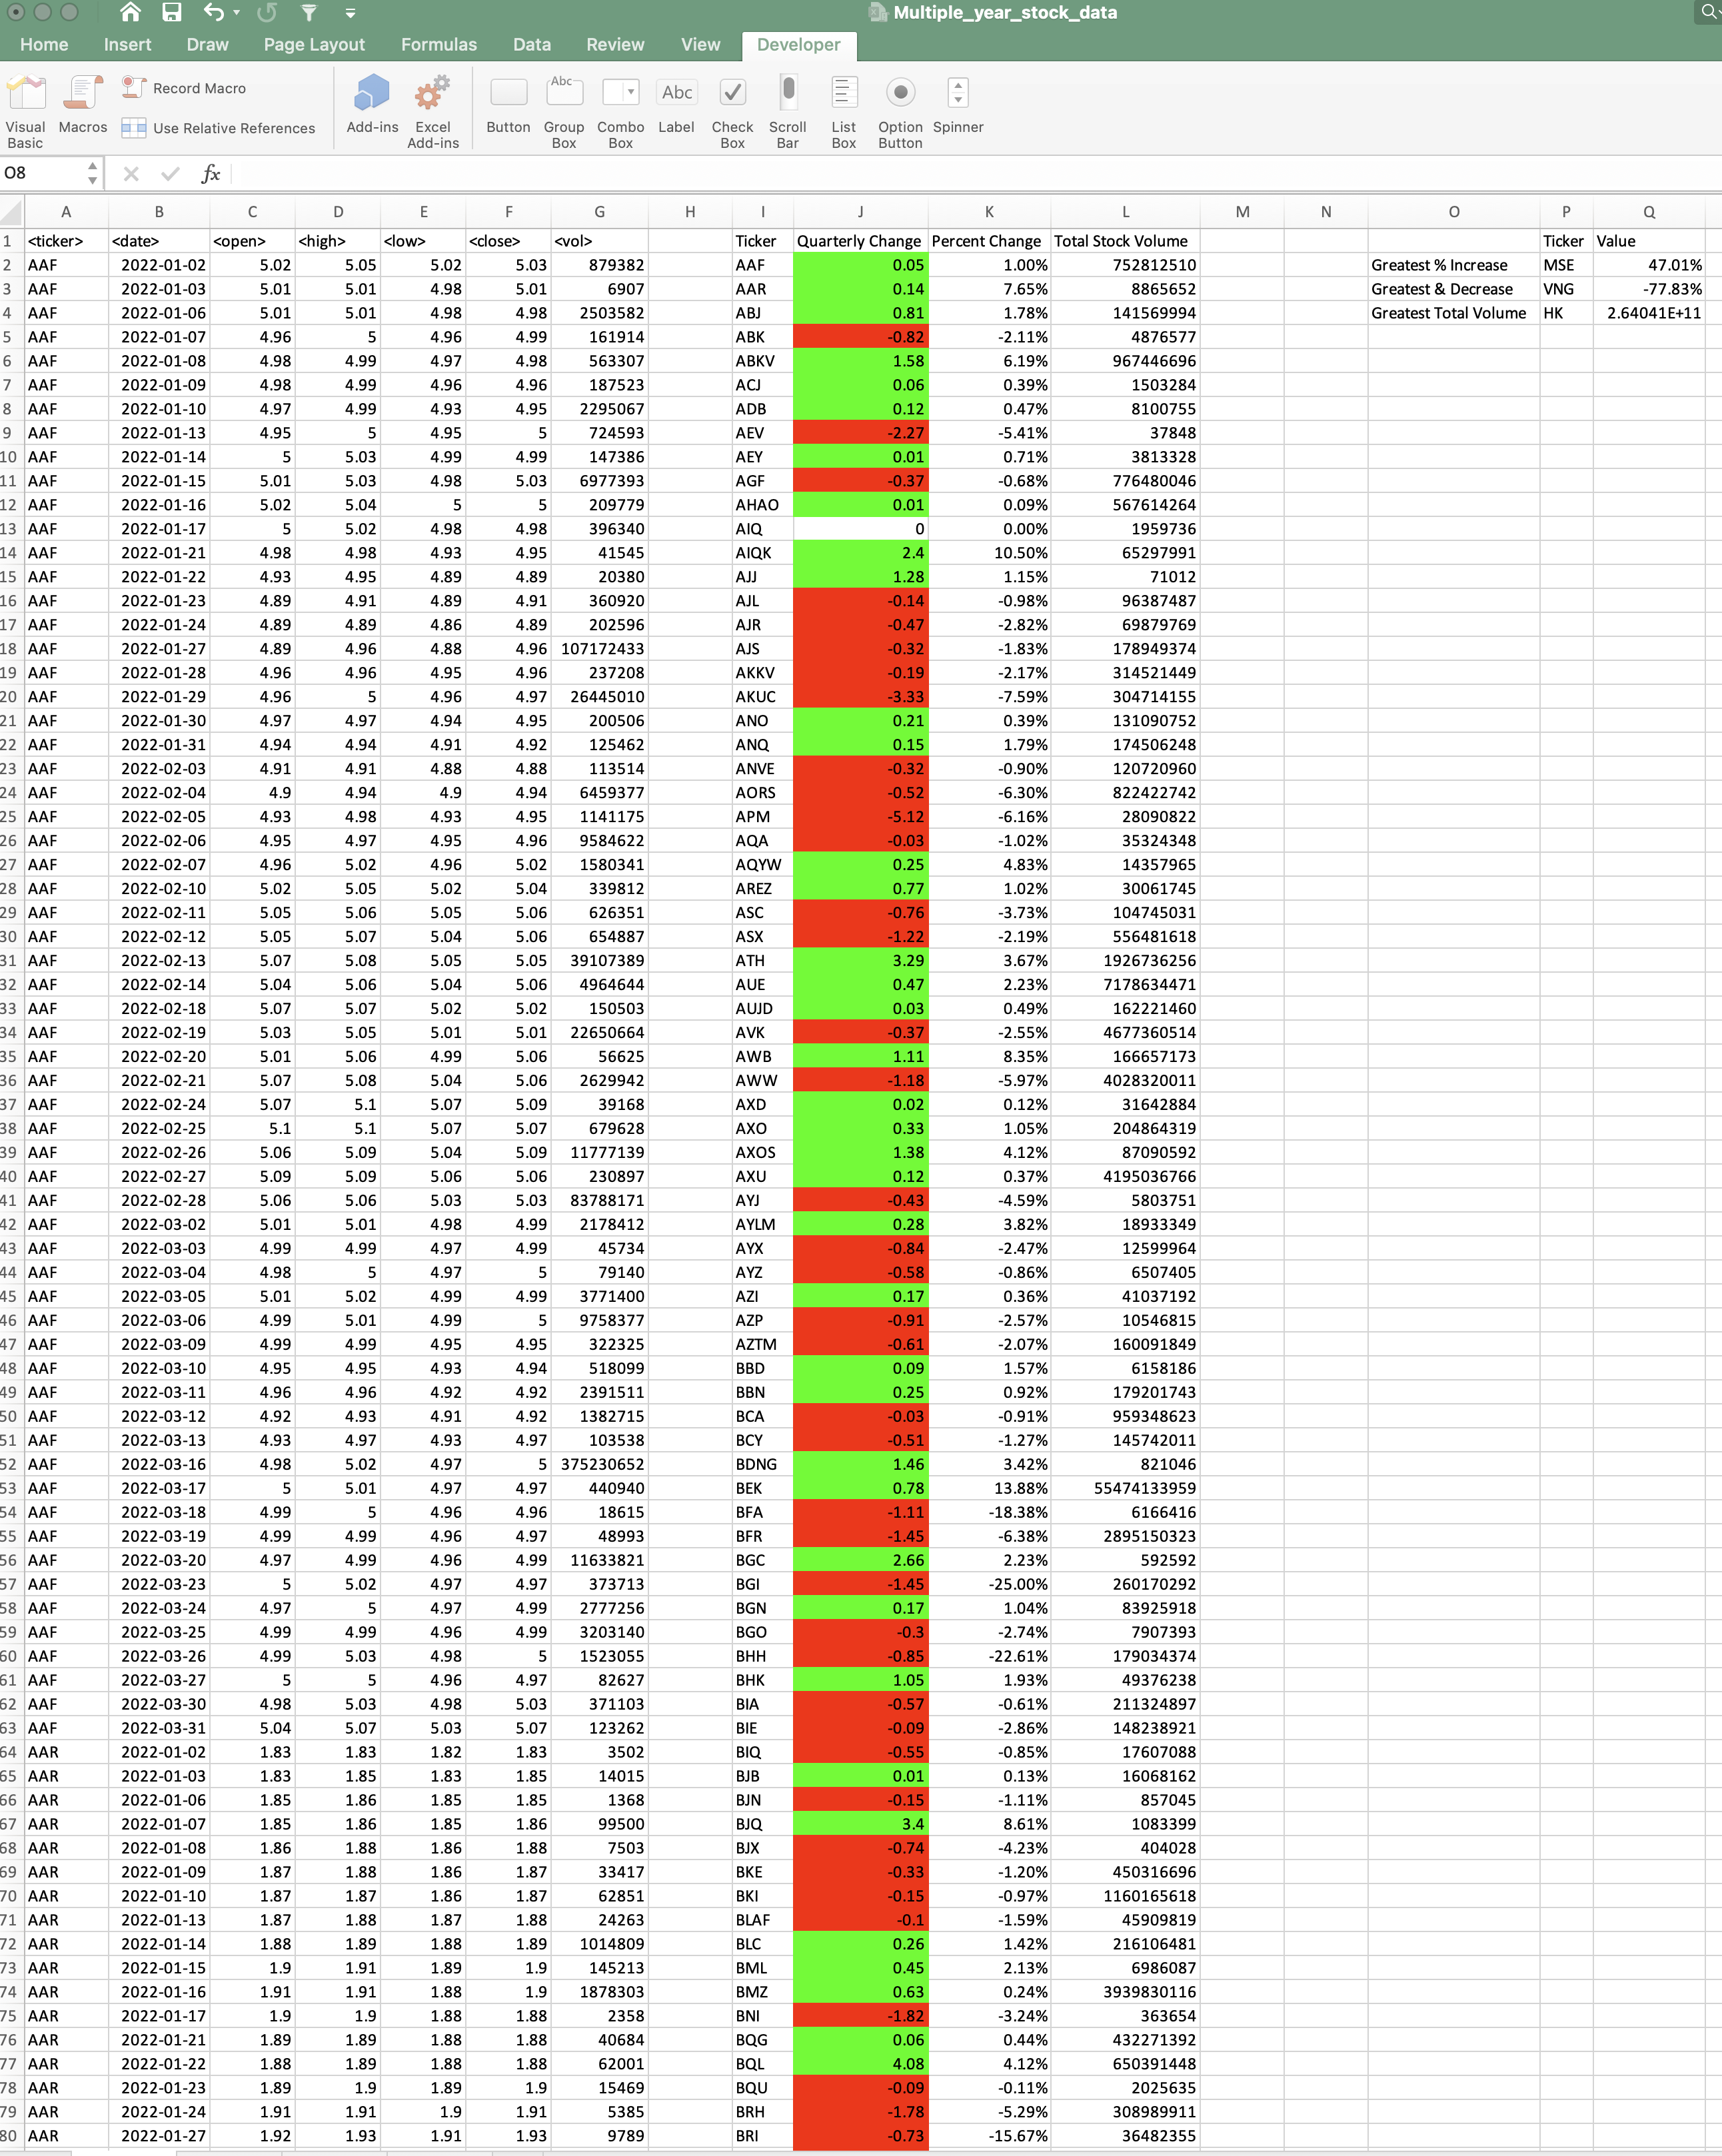 Multiple_year_stock_data
Home Insert Draw Page Layout Formulas Data Review View Developer
Record Macro
Abc Abc
Use Relative References
Visual Basic Macros Add-ins Excel Add-ins Button Group Box Combo Box Label Check Box Scroll Bar List Box Option Button Spinner
O8 fx
A B C D E F G H I J K L M N O P Q
1 <ticker> <date> <open> <high> <low> <close> <vol> Ticker Quarterly Change Percent Change Total Stock Volume Ticker Value
2 AAF 2022-01-02 5.02 5.05 5.02 5.03 879382 AAF 0.05 1.00% 752812510 Greatest % Increase MSE 47.01%
3 AAF 2022-01-03 5.01 5.01 4.98 5.01 6907 AAR 0.14 7.65% 8865652 Greatest & Decrease VNG -77.83%
4 AAF 2022-01-06 5.01 5.01 4.98 4.98 2503582 ABJ 0.81 1.78% 141569994 Greatest Total Volume HK 2.64041E+11
5 AAF 2022-01-07 4.96 5 4.96 4.99 161914 ABK -0.82 -2.11% 4876577
6 AAF 2022-01-08 4.98 4.99 4.97 4.98 563307 ABKV 1.58 6.19% 967446696
7 AAF 2022-01-09 4.98 4.99 4.96 4.96 187523 ACJ 0.06 0.39% 1503284
8 AAF 2022-01-10 4.97 4.99 4.93 4.95 2295067 ADB 0.12 0.47% 8100755
9 AAF 2022-01-13 4.95 5 4.95 5 724593 AEV -2.27 -5.41% 37848
10 AAF 2022-01-14 5 5.03 4.99 4.99 147386 AEY 0.01 0.71% 3813328
11 AAF 2022-01-15 5.01 5.03 4.98 5.03 6977393 AGF -0.37 -0.68% 776480046
12 AAF 2022-01-16 5.02 5.04 5 5 209779 AHAO 0.01 0.09% 567614264
13 AAF 2022-01-17 5 5.02 4.98 4.98 396340 AIQ 0 0.00% 1959736
14 AAF 2022-01-21 4.98 4.98 4.93 4.95 41545 AIQK 2.4 10.50% 65297991
15 AAF 2022-01-22 4.93 4.95 4.89 4.89 20380 AJJ 1.28 1.15% 71012
16 AAF 2022-01-23 4.89 4.91 4.89 4.91 360920 AJL -0.14 -0.98% 96387487
17 AAF 2022-01-24 4.89 4.89 4.86 4.89 202596 AJR -0.47 -2.82% 69879769
18 AAF 2022-01-27 4.89 4.96 4.88 4.96 107172433 AJS -0.32 -1.83% 178949374
19 AAF 2022-01-28 4.96 4.96 4.95 4.96 237208 AKKV -0.19 -2.17% 314521449
20 AAF 2022-01-29 4.96 5 4.96 4.97 26445010 AKUC -3.33 -7.59% 304714155
21 AAF 2022-01-30 4.97 4.97 4.94 4.95 200506 ANO 0.21 0.39% 131090752
22 AAF 2022-01-31 4.94 4.94 4.91 4.92 125462 ANQ 0.15 1.79% 174506248
23 AAF 2022-02-03 4.91 4.91 4.88 4.88 113514 ANVE -0.32 -0.90% 120720960
24 AAF 2022-02-04 4.9 4.94 4.9 4.94 6459377 AORS -0.52 -6.30% 822422742
25 AAF 2022-02-05 4.93 4.98 4.93 4.95 1141175 APM -5.12 -6.16% 28090822
26 AAF 2022-02-06 4.95 4.97 4.95 4.96 9584622 AQA -0.03 -1.02% 35324348
27 AAF 2022-02-07 4.96 5.02 4.96 5.02 1580341 AQYW 0.25 4.83% 14357965
28 AAF 2022-02-10 5.02 5.05 5.02 5.04 339812 AREZ 0.77 1.02% 30061745
29 AAF 2022-02-11 5.05 5.06 5.05 5.06 626351 ASC -0.76 -3.73% 104745031
30 AAF 2022-02-12 5.05 5.07 5.04 5.06 654887 ASX -1.22 -2.19% 556481618
31 AAF 2022-02-13 5.07 5.08 5.05 5.05 39107389 ATH 3.29 3.67% 1926736256
32 AAF 2022-02-14 5.04 5.06 5.04 5.06 4964644 AUE 0.47 2.23% 7178634471
33 AAF 2022-02-18 5.07 5.07 5.02 5.02 150503 AUJD 0.03 0.49% 162221460
34 AAF 2022-02-19 5.03 5.05 5.01 5.01 22650664 AVK -0.37 -2.55% 4677360514
35 AAF 2022-02-20 5.01 5.06 4.99 5.06 56625 AWB 1.11 8.35% 166657173
36 AAF 2022-02-21 5.07 5.08 5.04 5.06 2629942 AWW -1.18 -5.97% 4028320011
37 AAF 2022-02-24 5.07 5.1 5.07 5.09 39168 AXD 0.02 0.12% 31642884
38 AAF 2022-02-25 5.1 5.1 5.07 5.07 679628 AXO 0.33 1.05% 204864319
39 AAF 2022-02-26 5.06 5.09 5.04 5.09 11777139 AXOS 1.38 4.12% 87090592
40 AAF 2022-02-27 5.09 5.09 5.06 5.06 230897 AXU 0.12 0.37% 4195036766
41 AAF 2022-02-28 5.06 5.06 5.03 5.03 83788171 AYJ -0.43 -4.59% 5803751
42 AAF 2022-03-02 5.01 5.01 4.98 4.99 2178412 AYLM 0.28 3.82% 18933349
43 AAF 2022-03-03 4.99 4.99 4.97 4.99 45734 AYX -0.84 -2.47% 12599964
44 AAF 2022-03-04 4.98 5 4.97 5 79140 AYZ -0.58 -0.86% 6507405
45 AAF 2022-03-05 5.01 5.02 4.99 4.99 3771400 AZI 0.17 0.36% 41037192
46 AAF 2022-03-06 4.99 5.01 4.99 5 9758377 AZP -0.91 -2.57% 10546815
47 AAF 2022-03-09 4.99 4.99 4.95 4.95 322325 AZTM -0.61 -2.07% 160091849
48 AAF 2022-03-10 4.95 4.95 4.93 4.94 518099 BBD 0.09 1.57% 6158186
49 AAF 2022-03-11 4.96 4.96 4.92 4.92 2391511 BBN 0.25 0.92% 179201743
50 AAF 2022-03-12 4.92 4.93 4.91 4.92 1382715 BCA -0.03 -0.91% 959348623
51 AAF 2022-03-13 4.93 4.97 4.93 4.97 103538 BCY -0.51 -1.27% 145742011
52 AAF 2022-03-16 4.98 5.02 4.97 5 375230652 BDNG 1.46 3.42% 821046
53 AAF 2022-03-17 5 5.01 4.97 4.97 440940 BEK 0.78 13.88% 55474133959
54 AAF 2022-03-18 4.99 5 4.96 4.96 18615 BFA -1.11 -18.38% 6166416
55 AAF 2022-03-19 4.99 4.99 4.96 4.97 48993 BFR -1.45 -6.38% 2895150323
56 AAF 2022-03-20 4.97 4.99 4.96 4.99 11633821 BGC 2.66 2.23% 592592
57 AAF 2022-03-23 5 5.02 4.97 4.97 373713 BGI -1.45 -25.00% 260170292
58 AAF 2022-03-24 4.97 5 4.97 4.99 2777256 BGN 0.17 1.04% 83925918
59 AAF 2022-03-25 4.99 4.99 4.96 4.99 3203140 BGO -0.3 -2.74% 7907393
60 AAF 2022-03-26 4.99 5.03 4.98 5 1523055 BHH -0.85 -22.61% 179034374
61 AAF 2022-03-27 5 5 4.96 4.97 82627 BHK 1.05 1.93% 49376238
62 AAF 2022-03-30 4.98 5.03 4.98 5.03 371103 BIA -0.57 -0.61% 211324897
63 AAF 2022-03-31 5.04 5.07 5.03 5.07 123262 BIE -0.09 -2.86% 148238921
64 AAR 2022-01-02 1.83 1.83 1.82 1.83 3502 BIQ -0.55 -0.85% 17607088
65 AAR 2022-01-03 1.83 1.85 1.83 1.85 14015 BJB 0.01 0.13% 16068162
66 AAR 2022-01-06 1.85 1.86 1.85 1.85 1368 BJN -0.15 -1.11% 857045
67 AAR 2022-01-07 1.85 1.86 1.85 1.86 99500 BJQ 3.4 8.61% 1083399
68 AAR 2022-01-08 1.86 1.88 1.86 1.88 7503 BJX -0.74 -4.23% 404028
69 AAR 2022-01-09 1.87 1.88 1.86 1.87 33417 BKE -0.33 -1.20% 450316696
70 AAR 2022-01-10 1.87 1.87 1.86 1.87 62851 BKI -0.15 -0.97% 1160165618
71 AAR 2022-01-13 1.87 1.88 1.87 1.88 24263 BLAF -0.1 -1.59% 45909819
72 AAR 2022-01-14 1.88 1.89 1.88 1.89 1014809 BLC 0.26 1.42% 216106481
73 AAR 2022-01-15 1.9 1.91 1.89 1.9 145213 BML 0.45 2.13% 6986087
74 AAR 2022-01-16 1.91 1.91 1.88 1.9 1878303 BMZ 0.63 0.24% 3939830116
75 AAR 2022-01-17 1.9 1.9 1.88 1.88 2358 BNI -1.82 -3.24% 363654
76 AAR 2022-01-21 1.89 1.89 1.88 1.88 40684 BQG 0.06 0.44% 432271392
77 AAR 2022-01-22 1.88 1.89 1.88 1.88 62001 BQL 4.08 4.12% 650391448
78 AAR 2022-01-23 1.89 1.9 1.89 1.9 15469 BQU -0.09 -0.11% 2025635
79 AAR 2022-01-24 1.91 1.91 1.9 1.91 5385 BRH -1.78 -5.29% 308989911
80 AAR 2022-01-27 1.92 1.93 1.91 1.93 9789 BRI -0.73 -15.67% 36482355